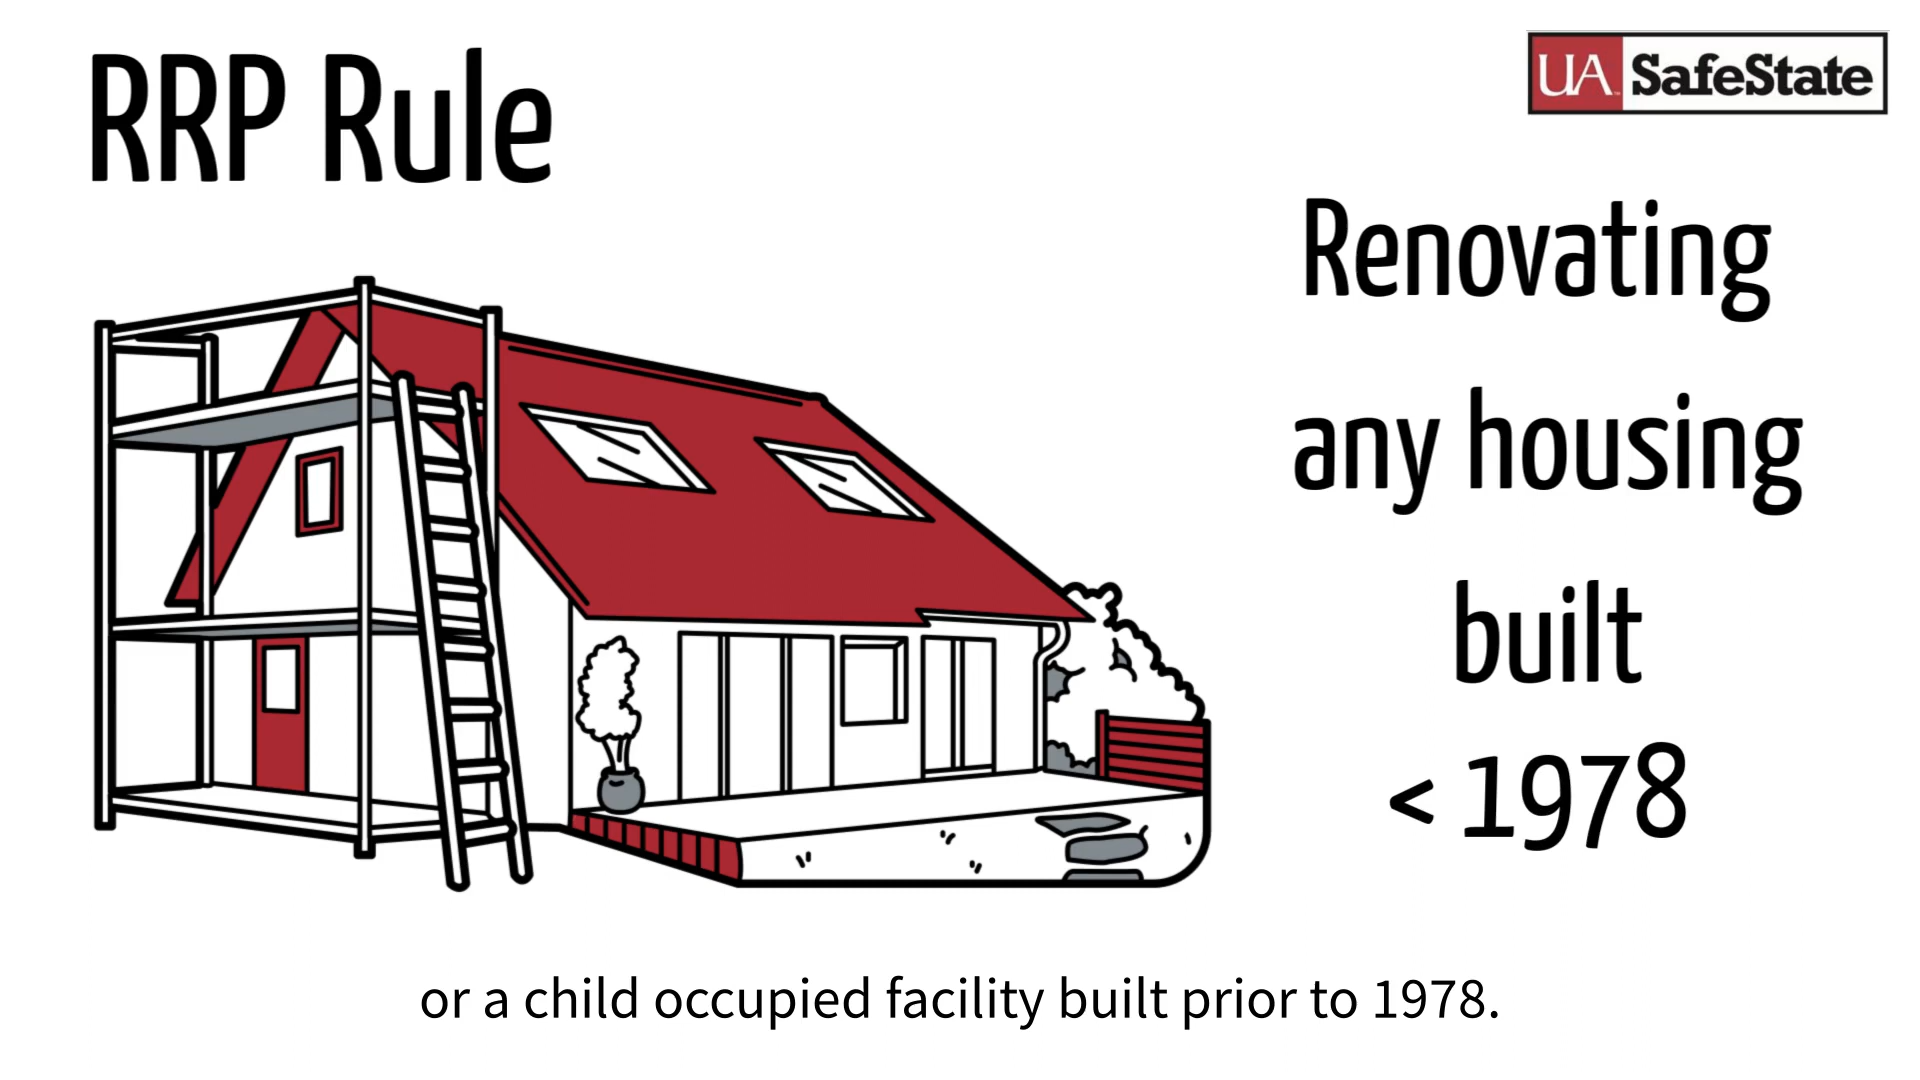 RRP Rule
UA SafeState
Renovating
any housing
built
< 1978
or a child occupied facility built prior to 1978.